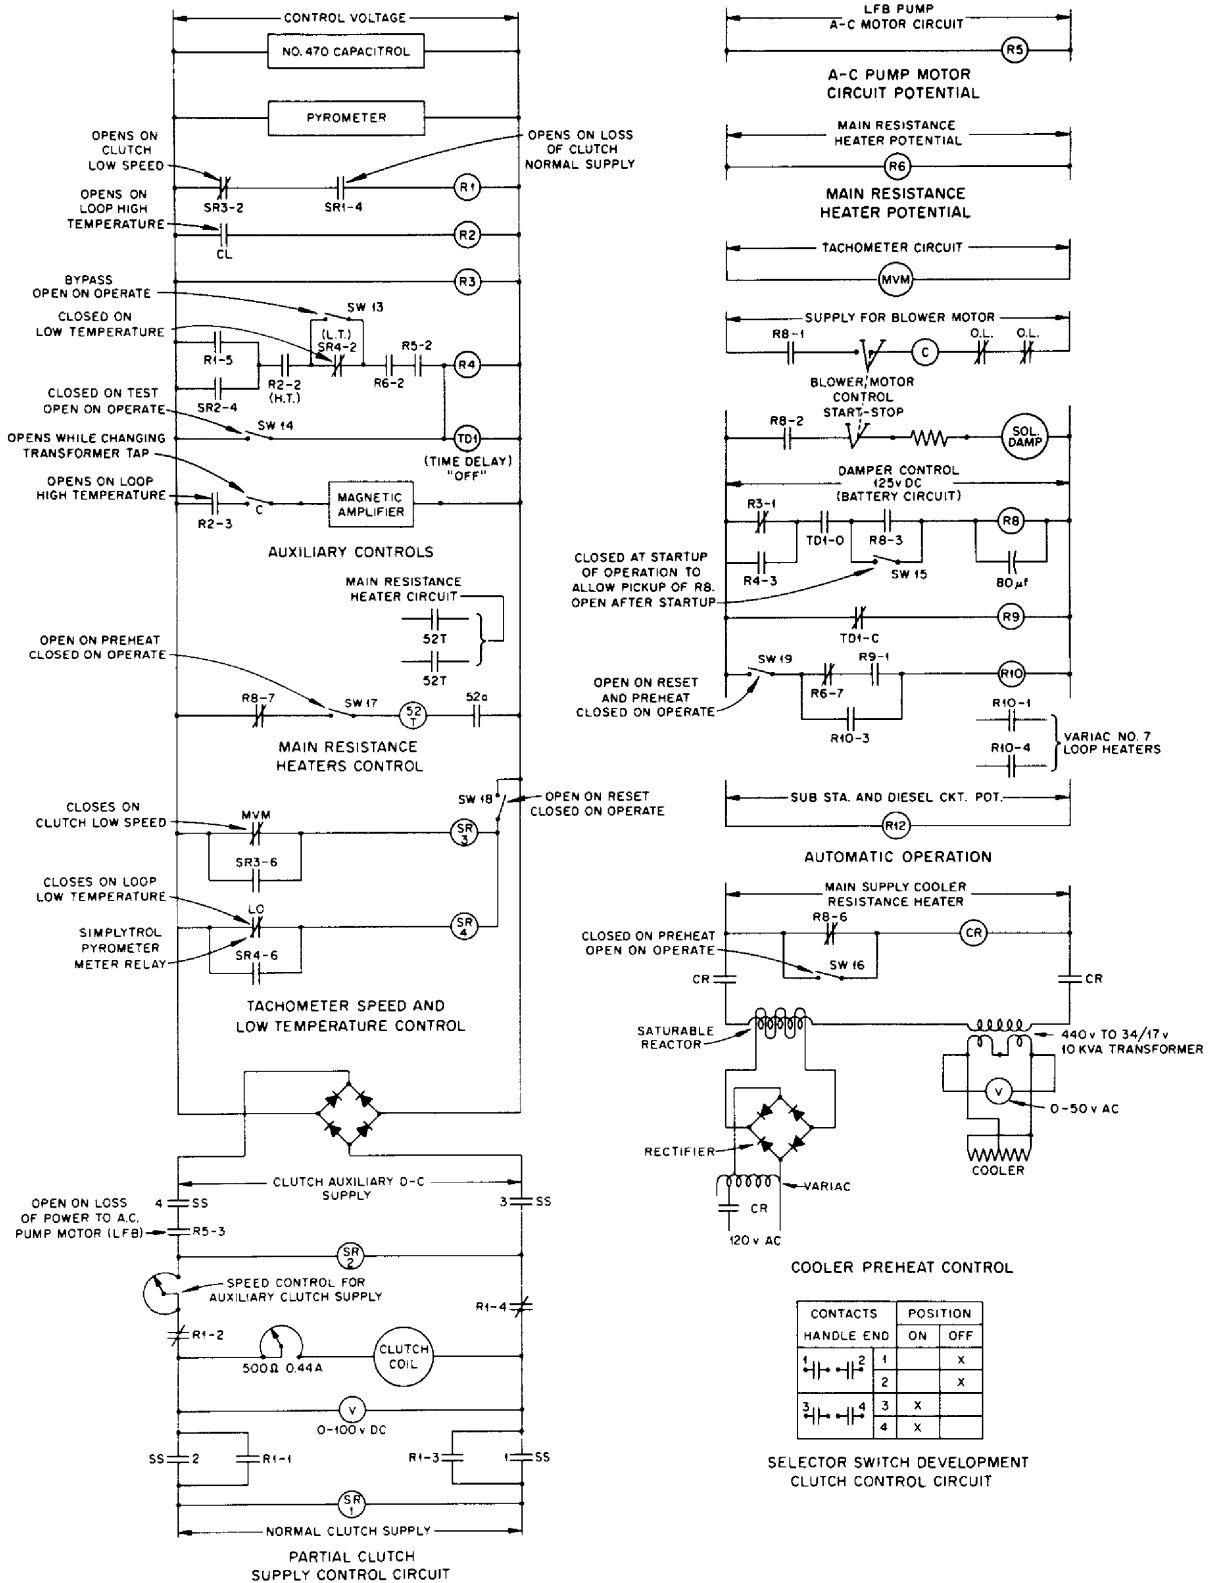 CONTROL VOLTAGE
NO. 470 CAPACITROL
PYROMETER
OPENS ON
CLUTCH
LOW SPEED
OPENS ON LOSS
OF CLUTCH
NORMAL SUPPLY
SR3-2
SR1-4
R1
OPENS ON
LOOP HIGH
TEMPERATURE
CL
R2
R3
BYPASS
OPEN ON OPERATE
SW 13
CLOSED ON
LOW TEMPERATURE
(L.T.)
SR4-2
R1-5
R2-2
(H.T.)
R6-2
R5-2
R4
SR2-4
CLOSED ON TEST
OPEN ON OPERATE
SW 14
TD1
(TIME DELAY)
"OFF"
OPENS WHILE CHANGING
TRANSFORMER TAP
OPENS ON LOOP
HIGH TEMPERATURE
R2-3
C
MAGNETIC
AMPLIFIER
AUXILIARY CONTROLS
MAIN RESISTANCE
HEATER CIRCUIT
52T
52T
OPEN ON PREHEAT
CLOSED ON OPERATE
R8-7
SW 17
52
T
52a
MAIN RESISTANCE
HEATERS CONTROL
SW 18
OPEN ON RESET
CLOSED ON OPERATE
CLOSES ON
CLUTCH LOW SPEED
MVM
SR3-6
SR
3
CLOSES ON LOOP
LOW TEMPERATURE
LO
SIMPLYTROL
PYROMETER
METER RELAY
SR4-6
SR
4
TACHOMETER SPEED AND
LOW TEMPERATURE CONTROL
CLUTCH AUXILIARY D-C
SUPPLY
4 SS
3 SS
OPEN ON LOSS
OF POWER TO A.C.
PUMP MOTOR (LFB)
R5-3
SR
2
SPEED CONTROL FOR
AUXILIARY CLUTCH SUPPLY
R1-4
R1-2
500Ω 0.44A
CLUTCH
COIL
V
0-100 v DC
SS 2
R1-1
R1-3
1 SS
SR
1
NORMAL CLUTCH SUPPLY
PARTIAL CLUTCH
SUPPLY CONTROL CIRCUIT
LFB PUMP
A-C MOTOR CIRCUIT
R5
A-C PUMP MOTOR
CIRCUIT POTENTIAL
MAIN RESISTANCE
HEATER POTENTIAL
R6
MAIN RESISTANCE
HEATER POTENTIAL
TACHOMETER CIRCUIT
MVM
SUPPLY FOR BLOWER MOTOR
R8-1
C
O.L.
O.L.
BLOWER MOTOR
CONTROL
START-STOP
R8-2
SOL.
DAMP
DAMPER CONTROL
125v DC
(BATTERY CIRCUIT)
R3-1
TD1-O
R8-3
R8
R4-3
SW 15
80 μf
CLOSED AT STARTUP
OF OPERATION TO
ALLOW PICKUP OF R8.
OPEN AFTER STARTUP
TD1-C
R9
SW 19
R6-7
R9-1
R10
OPEN ON RESET
AND PREHEAT
CLOSED ON OPERATE
R10-3
R10-1
R10-4
VARIAC NO. 7
LOOP HEATERS
SUB STA. AND DIESEL CKT. POT.
R12
AUTOMATIC OPERATION
MAIN SUPPLY COOLER
RESISTANCE HEATER
R8-6
CR
CLOSED ON PREHEAT
OPEN ON OPERATE
SW 16
CR
CR
SATURABLE
REACTOR
440 v TO 34/17 v
10 KVA TRANSFORMER
V
0-50 v AC
RECTIFIER
COOLER
VARIAC
CR
120 v AC
COOLER PREHEAT CONTROL
CONTACTS POSITION
HANDLE END ON OFF
1 2 1 X
2 X
3 4 3 X
4 X
SELECTOR SWITCH DEVELOPMENT
CLUTCH CONTROL CIRCUIT